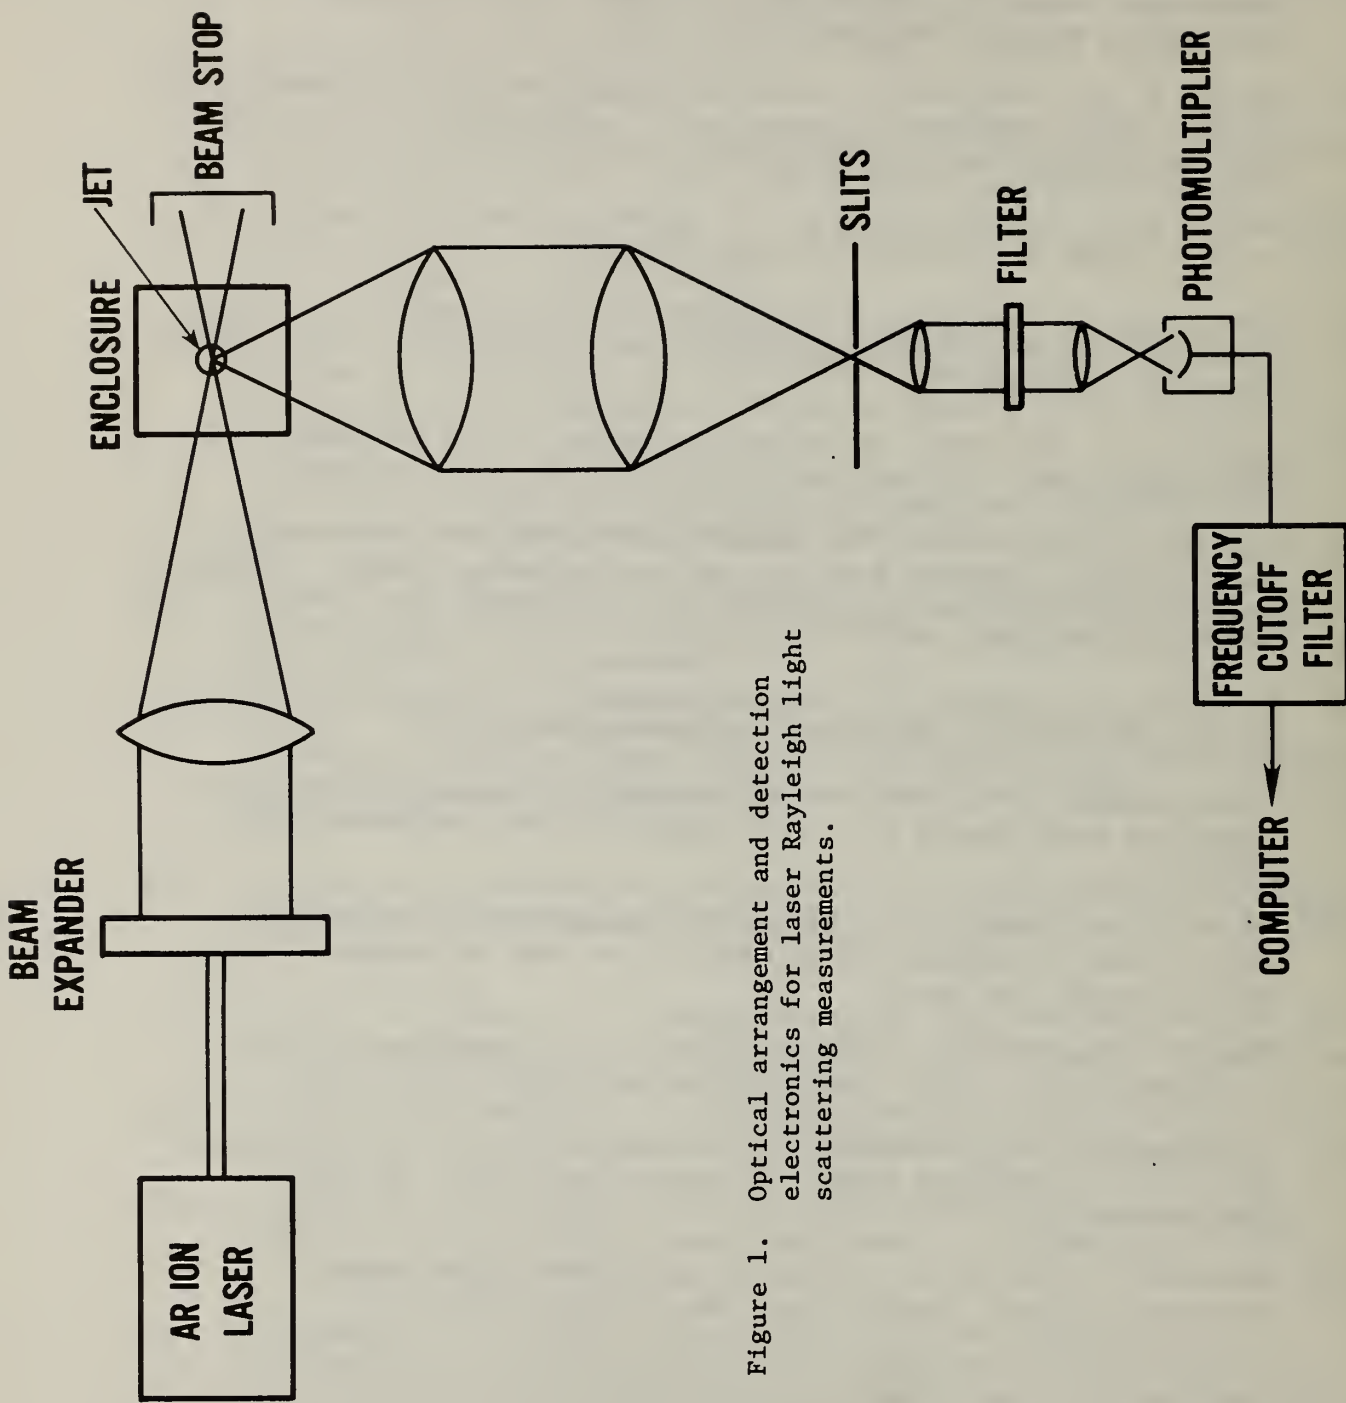 BEAM
EXPANDER
ENCLOSURE
JET
BEAM STOP
AR ION
LASER
SLITS
FILTER
PHOTOMULTIPLIER
FREQUENCY
CUTOFF
FILTER
COMPUTER
Figure 1. Optical arrangement and detection
electronics for laser Rayleigh light
scattering measurements.